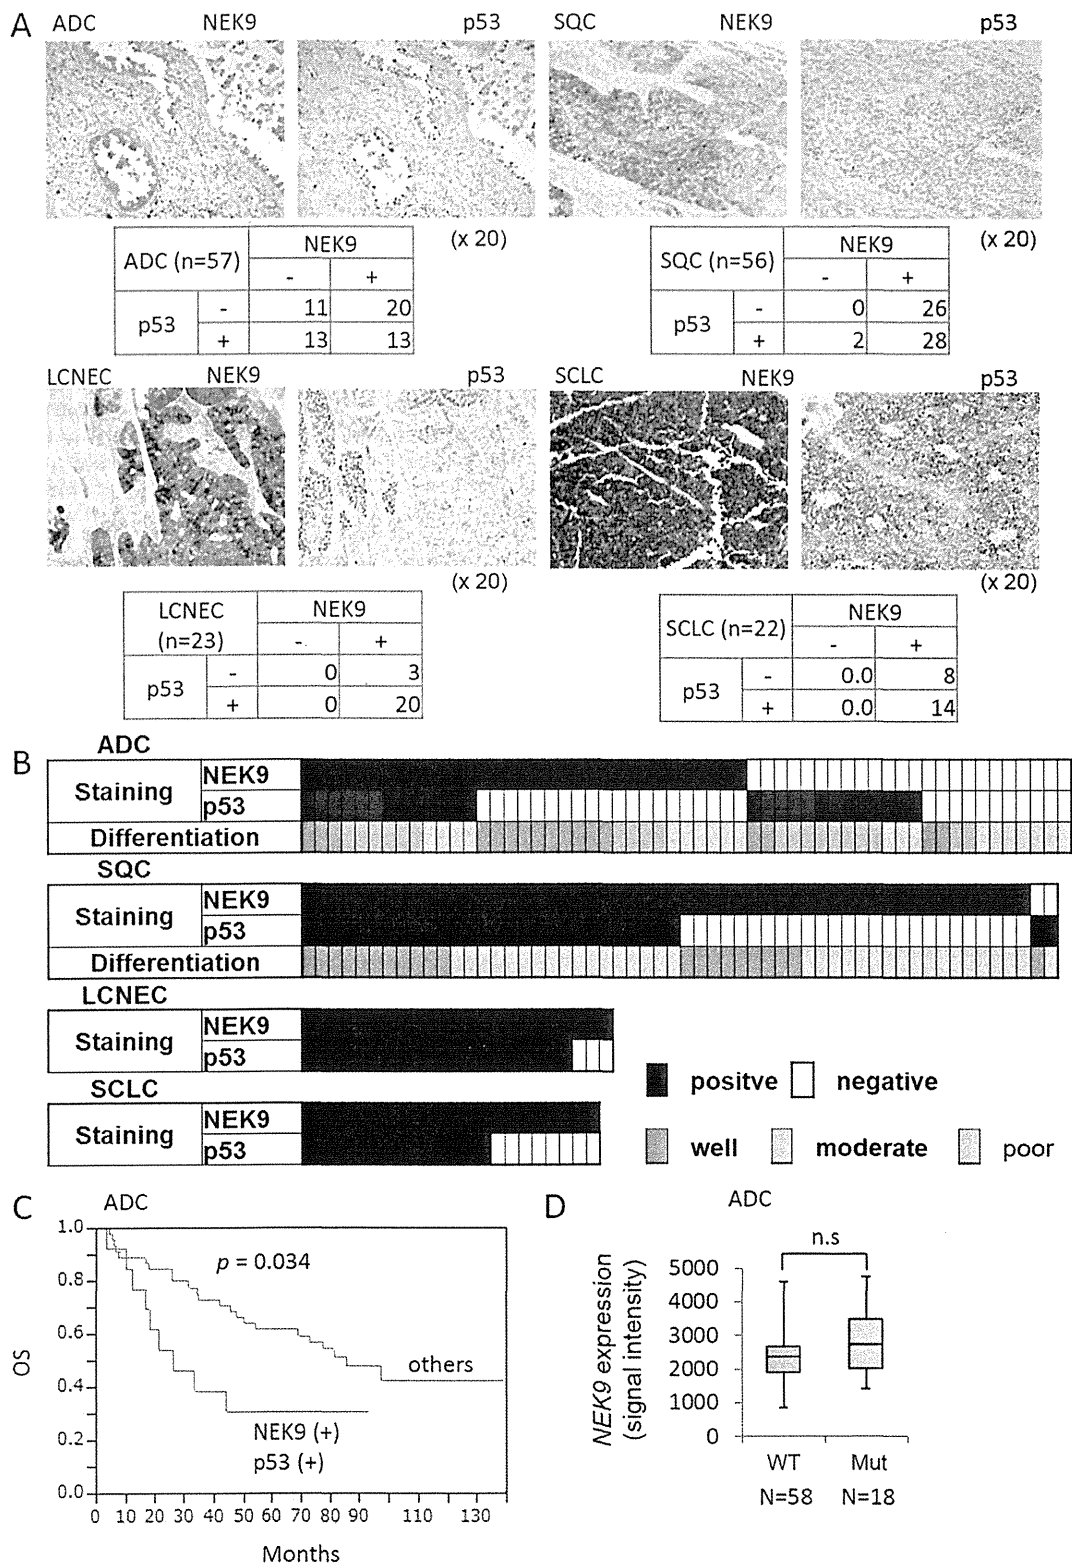 A
ADC NEK9 p53
SQC NEK9 p53
(x 20)
ADC (n=57) NEK9
- +
p53 - 11 20
+ 13 13
(x 20)
SQC (n=56) NEK9
- +
p53 - 0 26
+ 2 28
LCNEC NEK9 p53
SCLC NEK9 p53
(x 20)
LCNEC (n=23) NEK9
- +
p53 - 0 3
+ 0 20
(x 20)
SCLC (n=22) NEK9
- +
p53 - 0.0 8
+ 0.0 14
B
ADC
Staining NEK9
p53
Differentiation
SQC
Staining NEK9
p53
Differentiation
LCNEC
Staining NEK9
p53
SCLC
Staining NEK9
p53
positve negative
well moderate poor
C ADC
p = 0.034
others
NEK9 (+)
p53 (+)
OS
1.0
0.8
0.6
0.4
0.2
0.0
0 10 20 30 40 50 60 70 80 90 110 130
Months
D ADC
n.s
NEK9 expression
(signal intensity)
5000
4000
3000
2000
1000
0
WT Mut
N=58 N=18